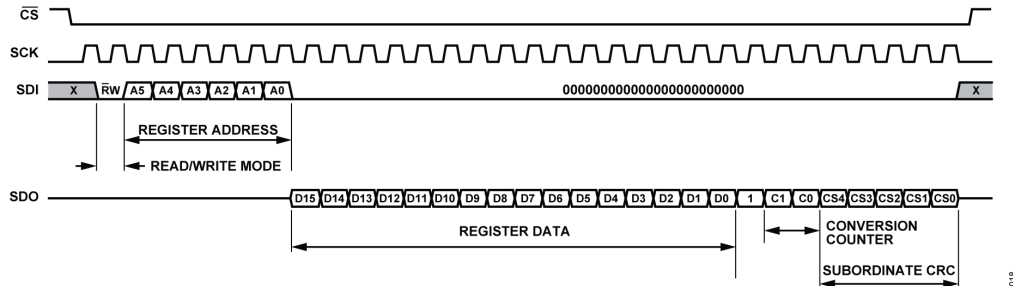 CS
SCK
SDI X RW A5 A4 A3 A2 A1 A0 000000000000000000000000 X
REGISTER ADDRESS
READ/WRITE MODE
SDO D15 D14 D13 D12 D11 D10 D9 D8 D7 D6 D5 D4 D3 D2 D1 D0 1 C1 C0 CS4 CS3 CS2 CS1 CS0
REGISTER DATA
CONVERSION
COUNTER
SUBORDINATE CRC
018